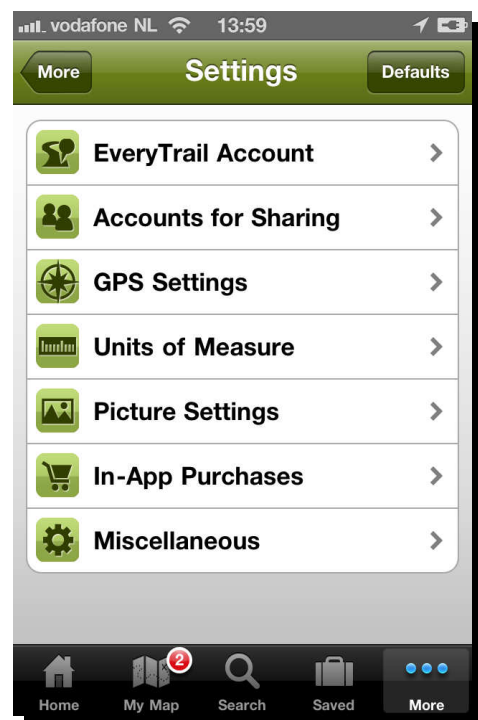 vodafone NL 13:59
More Settings Defaults
EveryTrail Account
Accounts for Sharing
GPS Settings
Units of Measure
Picture Settings
In-App Purchases
Miscellaneous
2
Home My Map Search Saved More